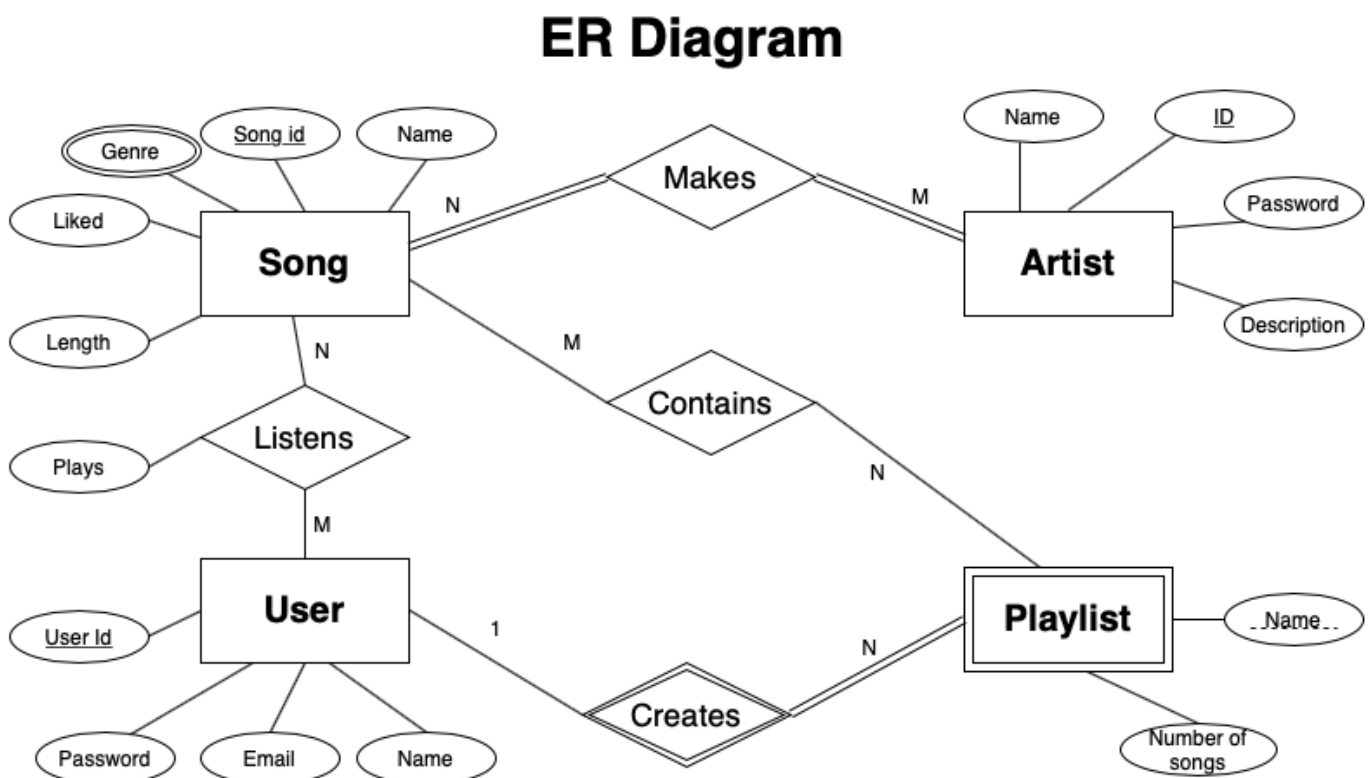 ER Diagram
Name
ID
Song id
Name
Genre
Makes
Password
N
M
Liked
Song
Artist
Description
Length
M
N
Contains
Listens
Plays
N
M
User
Playlist
Name
1
User Id
N
Creates
Number of
songs
Password
Email
Name